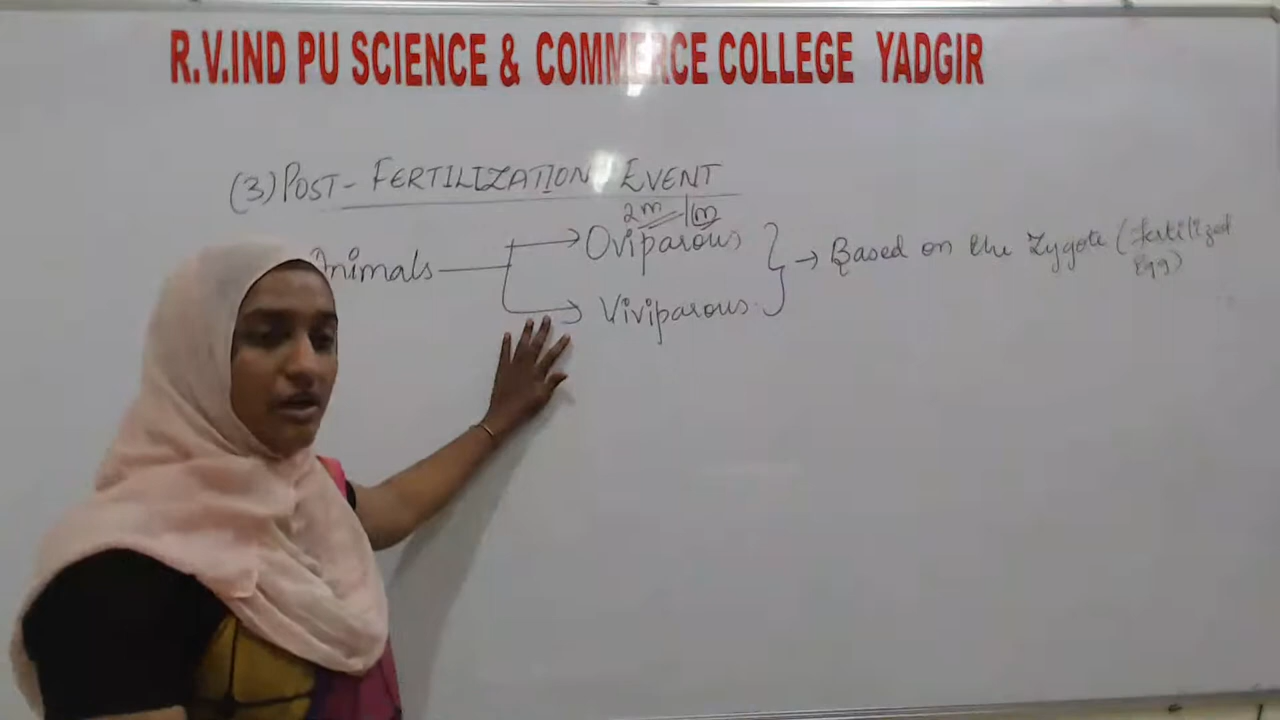 R.V.IND PU SCIENCE & COMMERCE COLLEGE YADGIR
(3) POST-FERTILIZATION EVENT
2m / 1m
Animals → Oviparous } → Based on the Zygote (fertilized Egg)
→ Viviparous